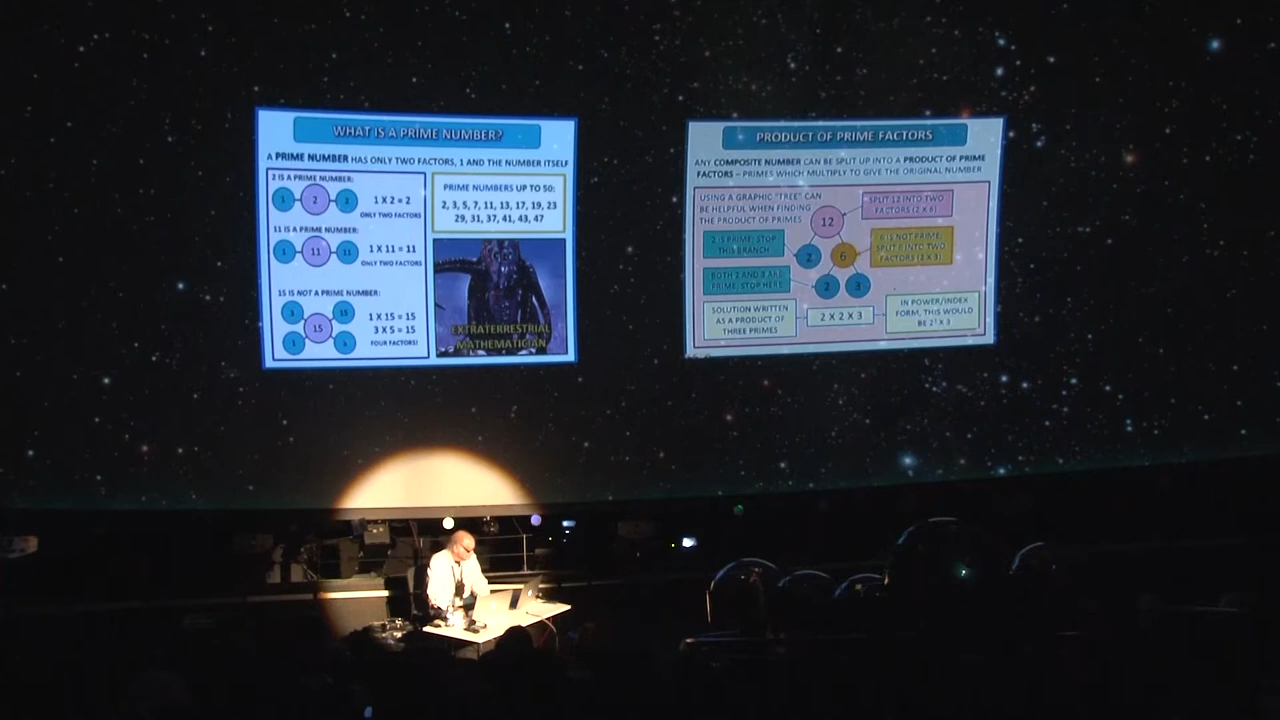 WHAT IS A PRIME NUMBER?
A PRIME NUMBER HAS ONLY TWO FACTORS, 1 AND THE NUMBER ITSELF
2 IS A PRIME NUMBER:
1 2 2
1 X 2 = 2
ONLY TWO FACTORS
11 IS A PRIME NUMBER:
1 11 11
1 X 11 = 11
ONLY TWO FACTORS
15 IS NOT A PRIME NUMBER:
15
15
1 X 15 = 15
3 X 5 = 15
FOUR FACTORS!
PRIME NUMBERS UP TO 50:
2, 3, 5, 7, 11, 13, 17, 19, 23
29, 31, 37, 41, 43, 47
EXTRATERRESTRIAL
MATHEMATICIAN
PRODUCT OF PRIME FACTORS
ANY COMPOSITE NUMBER CAN BE SPLIT UP INTO A PRODUCT OF PRIME
FACTORS – PRIMES WHICH MULTIPLY TO GIVE THE ORIGINAL NUMBER
USING A GRAPHIC "TREE" CAN
BE HELPFUL WHEN FINDING
THE PRODUCT OF PRIMES
SPLIT 12 INTO TWO
FACTORS (2 X 6)
12
2 IS PRIME; STOP
THIS BRANCH
2 6
6 IS NOT PRIME;
SPLIT 6 INTO TWO
FACTORS (2 X 3)
BOTH 2 AND 3 ARE
PRIME; STOP HERE
2 3
SOLUTION WRITTEN
AS A PRODUCT OF
THREE PRIMES
2 X 2 X 3
IN POWER/INDEX
FORM, THIS WOULD
BE 2² X 3